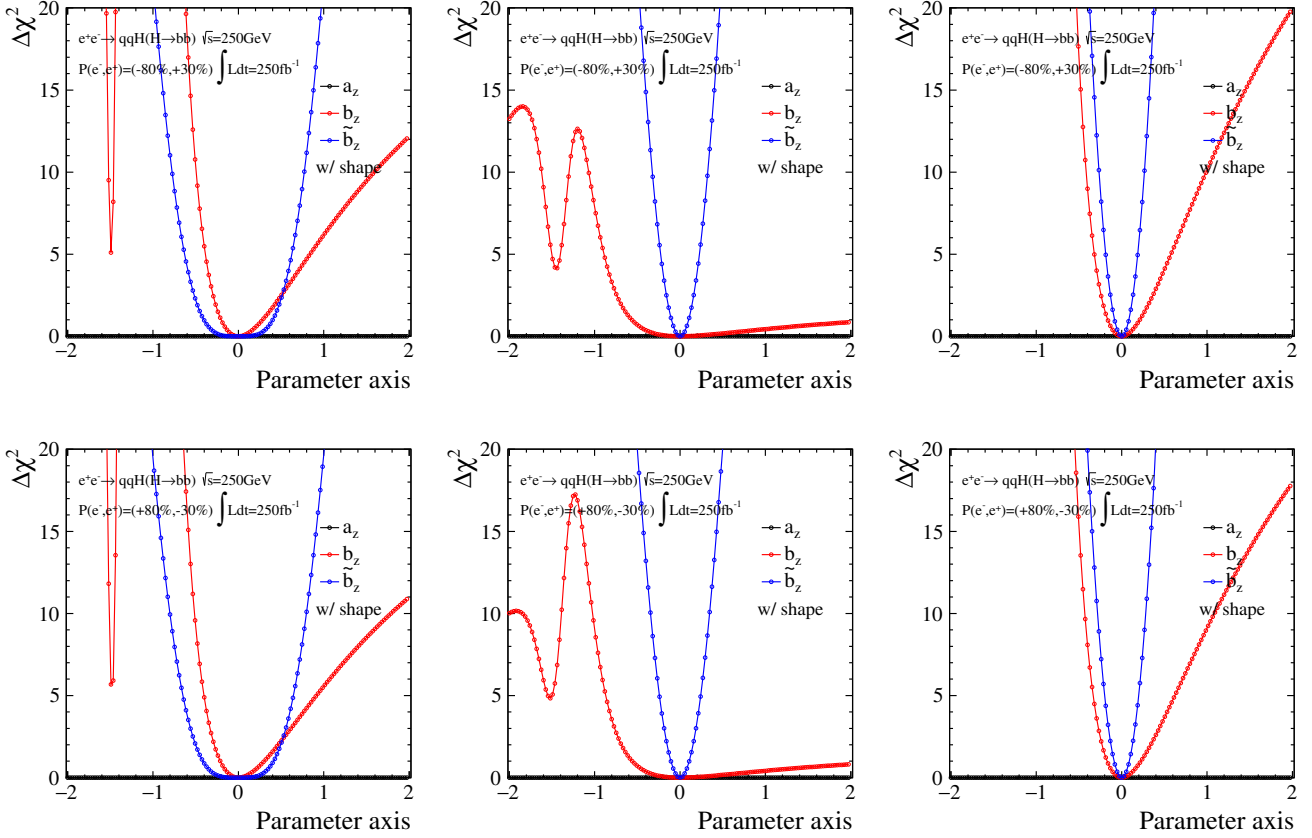 Δχ²
20
15
10
5
0
e⁺e⁻→ qqH(H→bb) √s=250GeV
P(e⁻,e⁺)=(-80%,+30%) ∫Ldt=250fb⁻¹
a_z
b_z
b̃_z
w/ shape
−2 −1 0 1 2
Parameter axis
Δχ²
20
15
10
5
0
e⁺e⁻→ qqH(H→bb) √s=250GeV
P(e⁻,e⁺)=(-80%,+30%) ∫Ldt=250fb⁻¹
a_z
b_z
b̃_z
w/ shape
−2 −1 0 1 2
Parameter axis
Δχ²
20
15
10
5
0
e⁺e⁻→ qqH(H→bb) √s=250GeV
P(e⁻,e⁺)=(-80%,+30%) ∫Ldt=250fb⁻¹
a_z
b_z
b̃_z
w/ shape
−2 −1 0 1 2
Parameter axis
Δχ²
20
15
10
5
0
e⁺e⁻→ qqH(H→bb) √s=250GeV
P(e⁻,e⁺)=(+80%,-30%) ∫Ldt=250fb⁻¹
a_z
b_z
b̃_z
w/ shape
−2 −1 0 1 2
Parameter axis
Δχ²
20
15
10
5
0
e⁺e⁻→ qqH(H→bb) √s=250GeV
P(e⁻,e⁺)=(+80%,-30%) ∫Ldt=250fb⁻¹
a_z
b_z
b̃_z
w/ shape
−2 −1 0 1 2
Parameter axis
Δχ²
20
15
10
5
0
e⁺e⁻→ qqH(H→bb) √s=250GeV
P(e⁻,e⁺)=(+80%,-30%) ∫Ldt=250fb⁻¹
a_z
b_z
b̃_z
w/ shape
−2 −1 0 1 2
Parameter axis